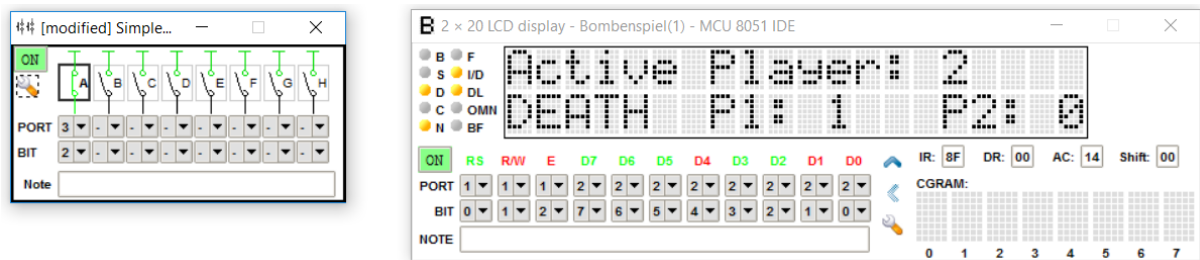 [modified] Simple...
ON
A B C D E F G H
PORT 3 - - - - - - -
BIT 2 - - - - - - -
Note
B 2 × 20 LCD display - Bombenspiel(1) - MCU 8051 IDE
B F
S I/D
D DL
C OMN
N BF
Active Player: 2
DEATH P1: 1 P2: 0
ON RS R/W E D7 D6 D5 D4 D3 D2 D1 D0
PORT 1 1 1 2 2 2 2 2 2 2 2
BIT 0 1 2 7 6 5 4 3 2 1 0
NOTE
IR: 8F DR: 00 AC: 14 Shift: 00
CGRAM:
0 1 2 3 4 5 6 7